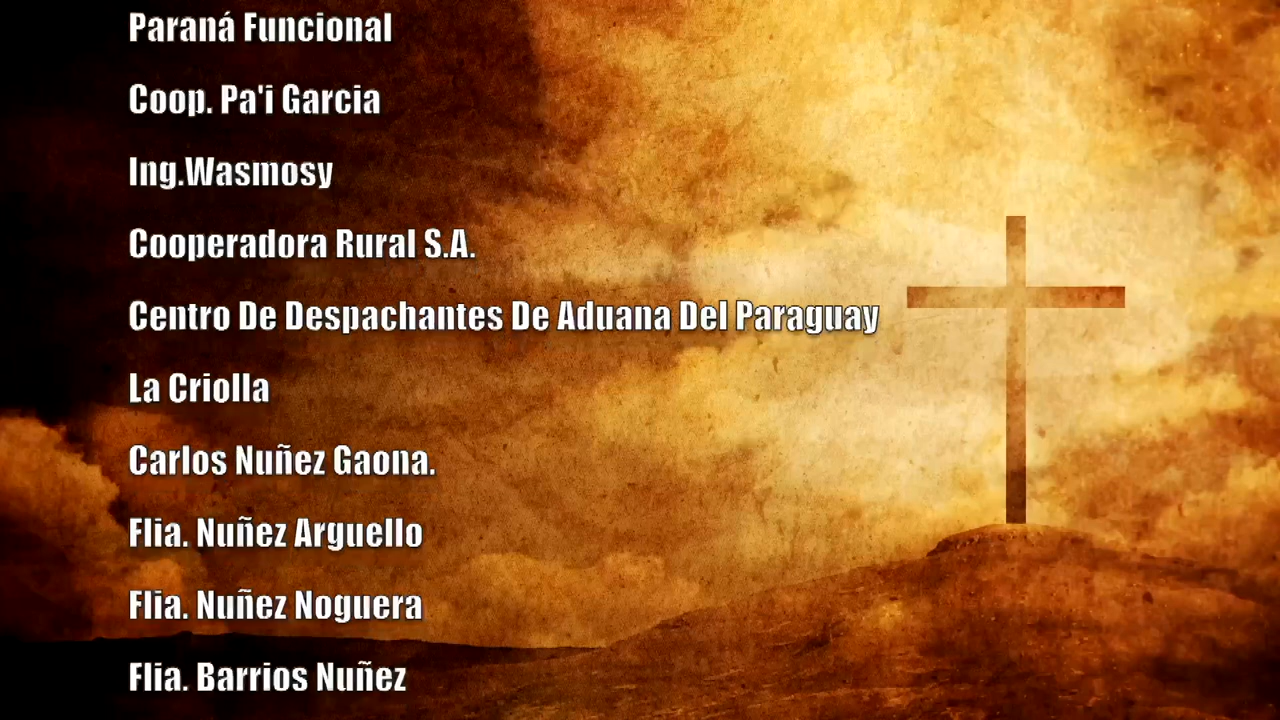 Paraná Funcional
Coop. Pa'i Garcia
Ing.Wasmosy
Cooperadora Rural S.A.
Centro De Despachantes De Aduana Del Paraguay
La Criolla
Carlos Nuñez Gaona.
Flia. Nuñez Arguello
Flia. Nuñez Noguera
Flia. Barrios Nuñez